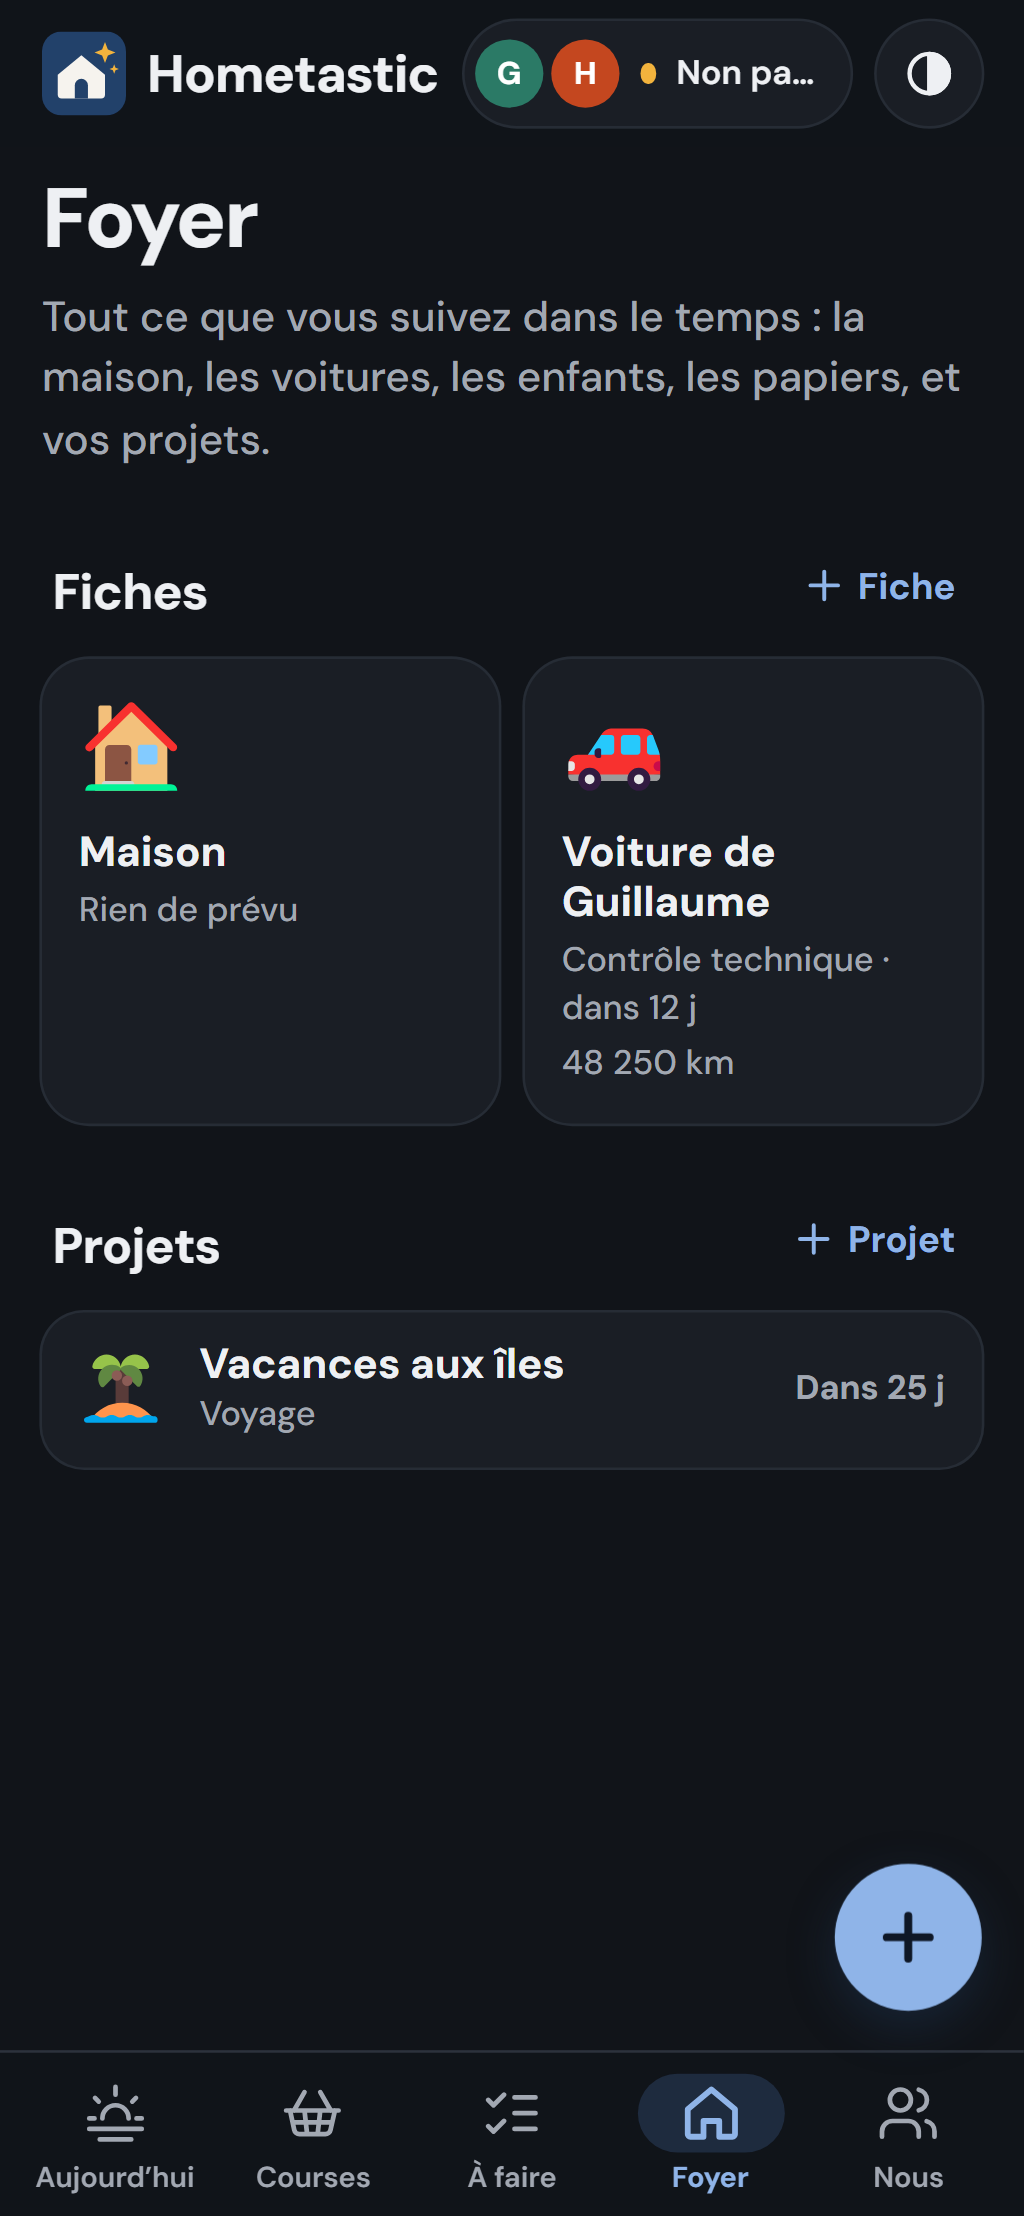 Hometastic
G H Non pa...
Foyer
Tout ce que vous suivez dans le temps : la
maison, les voitures, les enfants, les papiers, et
vos projets.
Fiches
+ Fiche
Maison
Rien de prévu
Voiture de
Guillaume
Contrôle technique ·
dans 12 j
48 250 km
Projets
+ Projet
Vacances aux îles
Voyage
Dans 25 j
Aujourd’hui
Courses
À faire
Foyer
Nous